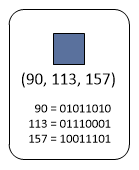 (90, 113, 157)
90 = 01011010
113 = 01110001
157 = 10011101